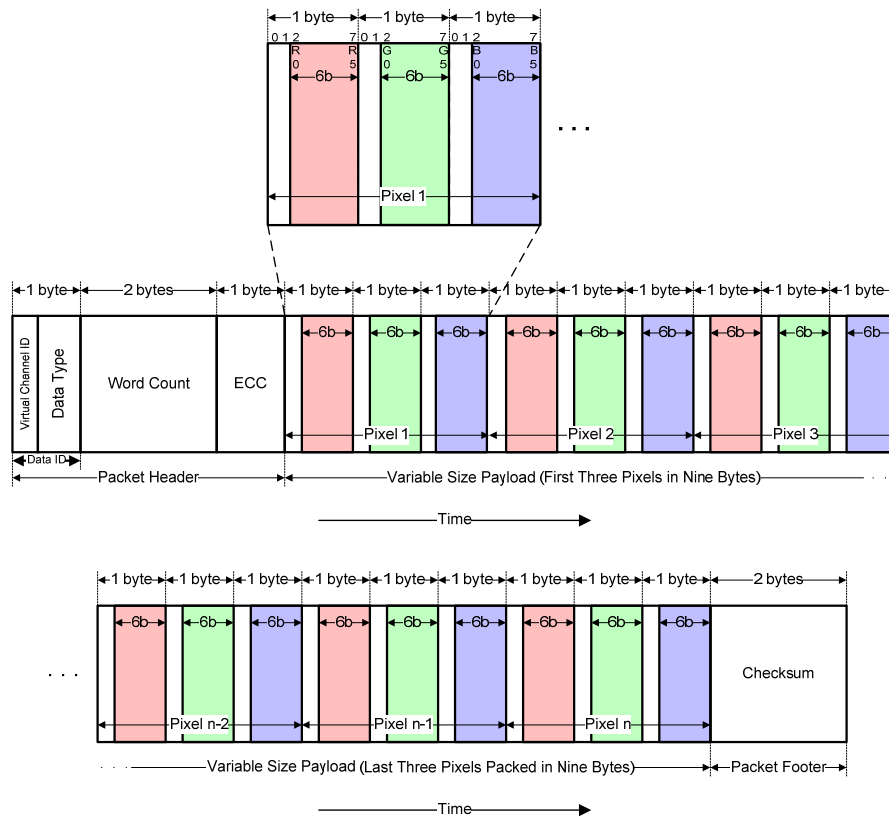 1 byte 1 byte 1 byte
0 1 2 7 0 1 2 7 0 1 2 7
R R G G B B
0 5 0 5 0 5
6b 6b 6b
. . .
Pixel 1
1 byte 2 bytes 1 byte 1 byte 1 byte 1 byte 1 byte 1 byte 1 byte 1 byte 1 byte 1 byte
6b 6b 6b 6b 6b 6b 6b 6b 6b
Virtual Channel ID
Data Type
Word Count
ECC
Pixel 1 Pixel 2 Pixel 3
Data ID
Packet Header Variable Size Payload (First Three Pixels in Nine Bytes) . . .
Time
1 byte 1 byte 1 byte 1 byte 1 byte 1 byte 1 byte 1 byte 1 byte 2 bytes
6b 6b 6b 6b 6b 6b 6b 6b 6b
. . .
Checksum
Pixel n-2 Pixel n-1 Pixel n
. . . Variable Size Payload (Last Three Pixels Packed in Nine Bytes) Packet Footer
Time